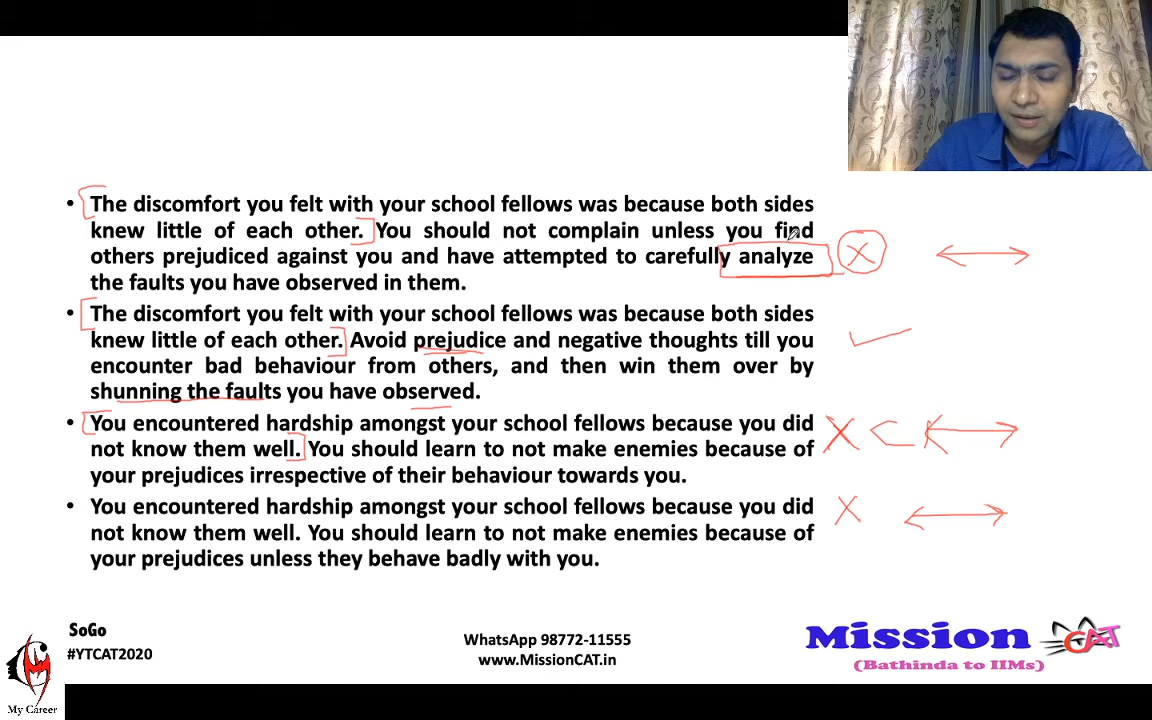 • The discomfort you felt with your school fellows was because both sides
knew little of each other. You should not complain unless you find
others prejudiced against you and have attempted to carefully analyze
the faults you have observed in them.
• The discomfort you felt with your school fellows was because both sides
knew little of each other. Avoid prejudice and negative thoughts till you
encounter bad behaviour from others, and then win them over by
shunning the faults you have observed.
• You encountered hardship amongst your school fellows because you did
not know them well. You should learn to not make enemies because of
your prejudices irrespective of their behaviour towards you.
• You encountered hardship amongst your school fellows because you did
not know them well. You should learn to not make enemies because of
your prejudices unless they behave badly with you.
SoGo
#YTCAT2020
WhatsApp 98772-11555
www.MissionCAT.in
Mission CAT
(Bathinda to IIMs)
My Career